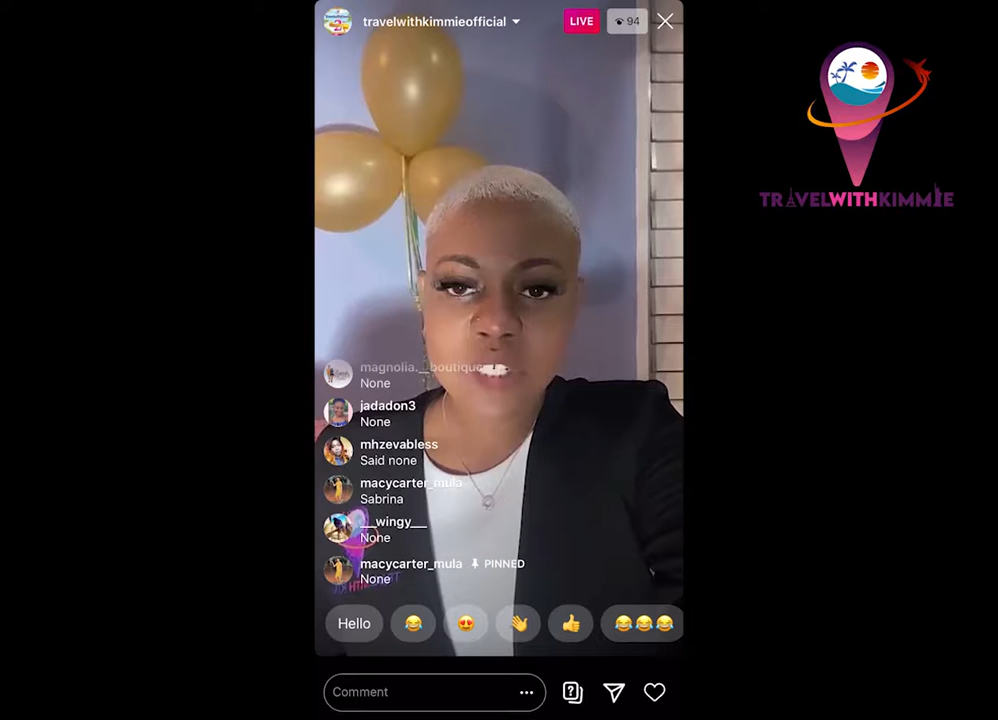 travelwithkimmieofficial
LIVE
94
TRAVELWITHKIMMIE
magnolia.__boutique
None
jadadon3
None
mhzevabless
Said none
macycarter_mula
Sabrina
__wingy__
None
macycarter_mula PINNED
None
Hello
Comment